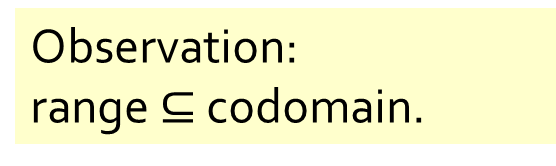 Observation:
range ⊆ codomain.